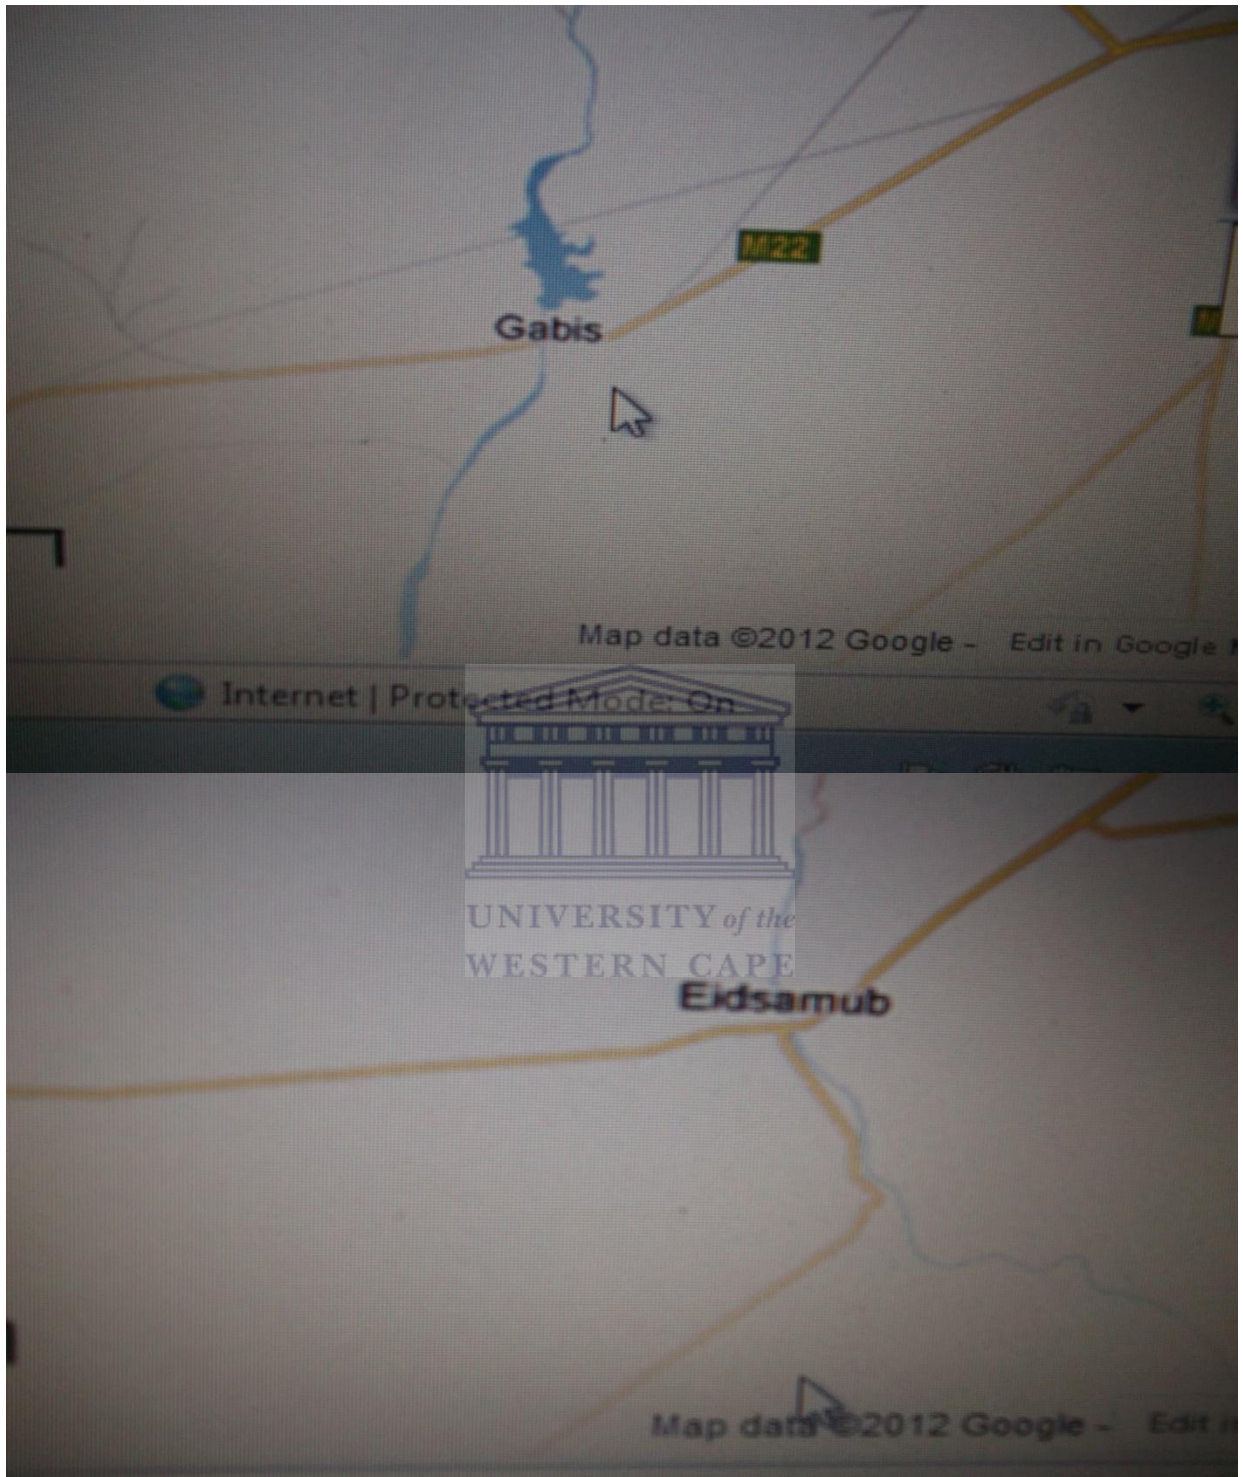 M22
M
Gabis
Map data ©2012 Google - Edit in Google
Internet | Protected Mode: On
UNIVERSITY of the
WESTERN CAPE
Eidsamub
Map data ©2012 Google - Edit